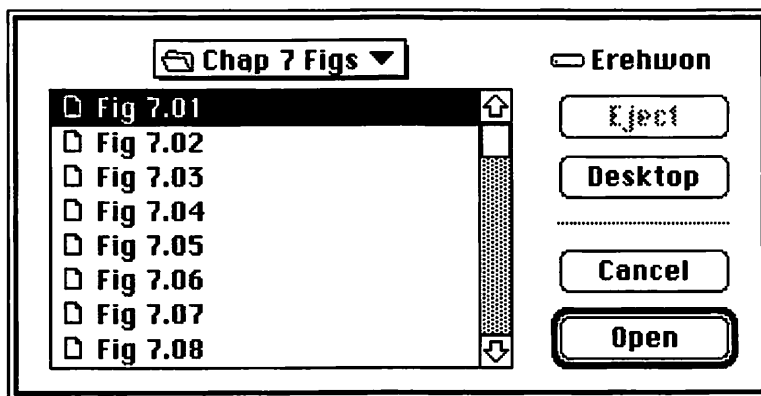 Chap 7 Figs
Erehwon
Fig 7.01
Fig 7.02
Fig 7.03
Fig 7.04
Fig 7.05
Fig 7.06
Fig 7.07
Fig 7.08
Eject
Desktop
Cancel
Open